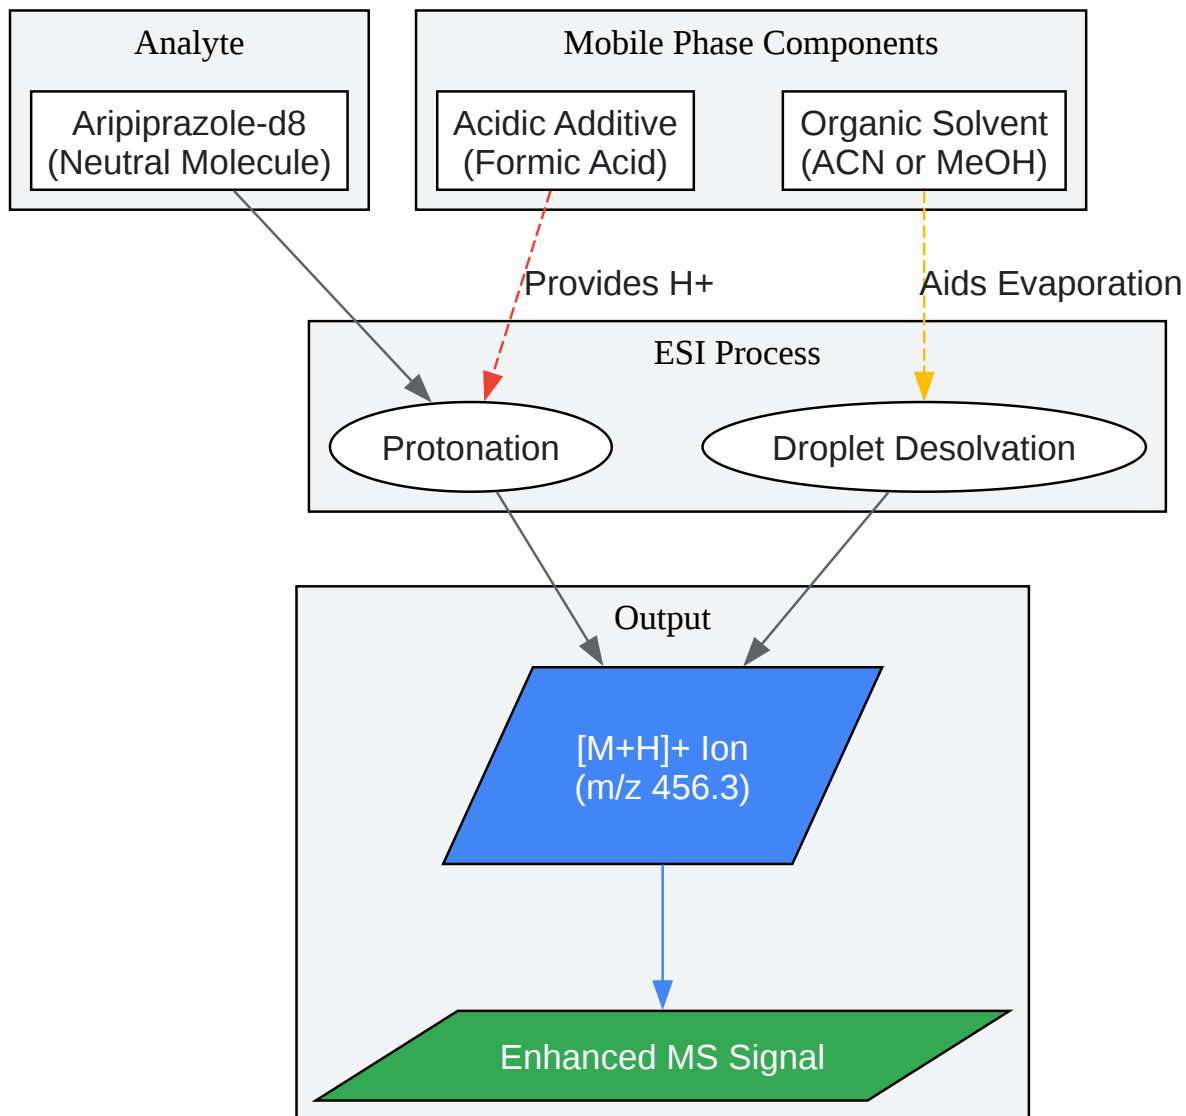 Analyte
Mobile Phase Components
Aripiprazole-d8
(Neutral Molecule)
Acidic Additive
(Formic Acid)
Organic Solvent
(ACN or MeOH)
Provides H+
Aids Evaporation
ESI Process
Protonation
Droplet Desolvation
Output
[M+H]+ Ion
(m/z 456.3)
Enhanced MS Signal